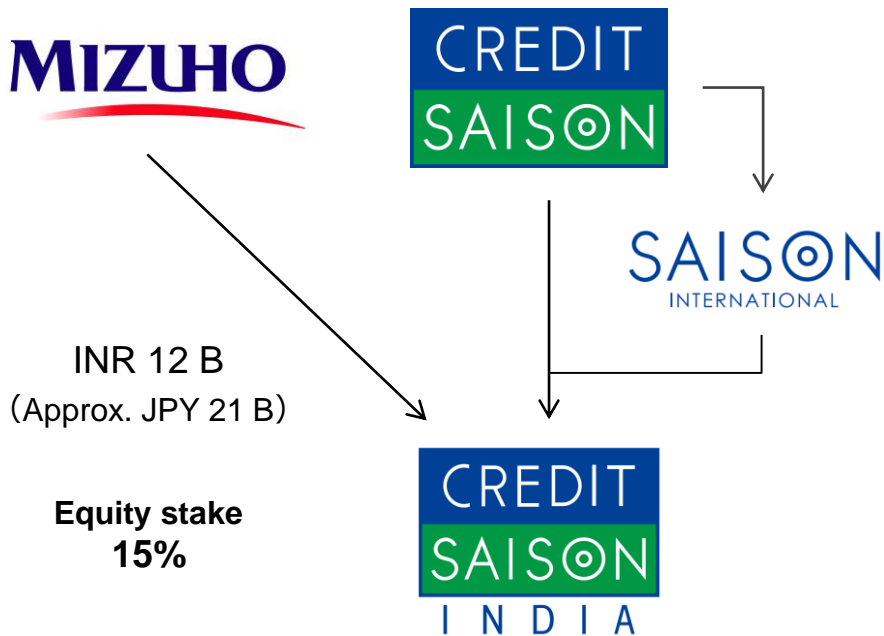 MIZUHO
CREDIT
SAISON
SAISON
INTERNATIONAL
INR 12 B
（Approx. JPY 21 B）
Equity stake
15%
CREDIT
SAISON
INDIA